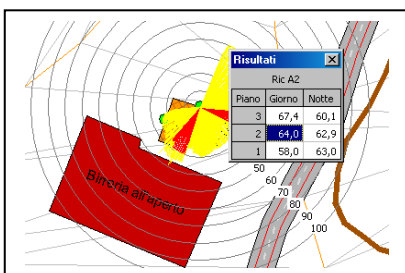 Risultati
Ric A2
Piano Giorno Notte
3 67,4 60,1
2 64,0 62,9
1 58,0 63,0
Birreria all'aperto
50
60
70
80
90
100